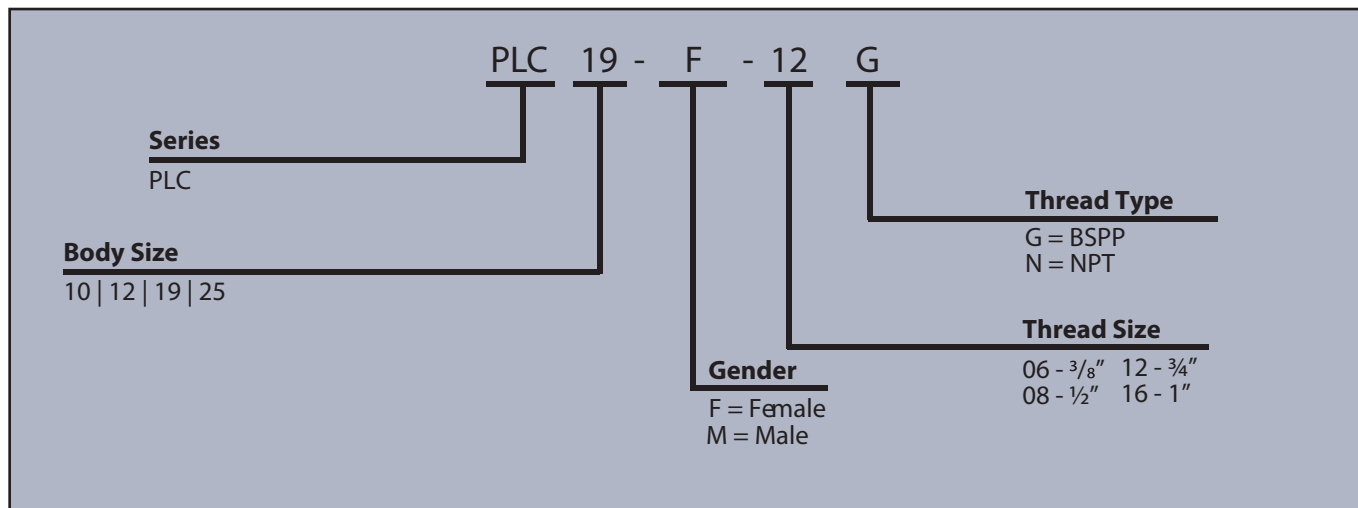 PLC 19 - F - 12 G
Series
PLC
Body Size
10 | 12 | 19 | 25
Gender
F = Female
M = Male
Thread Type
G = BSPP
N = NPT
Thread Size
06 - ³/₈" 12 - ¾"
08 - ½" 16 - 1"